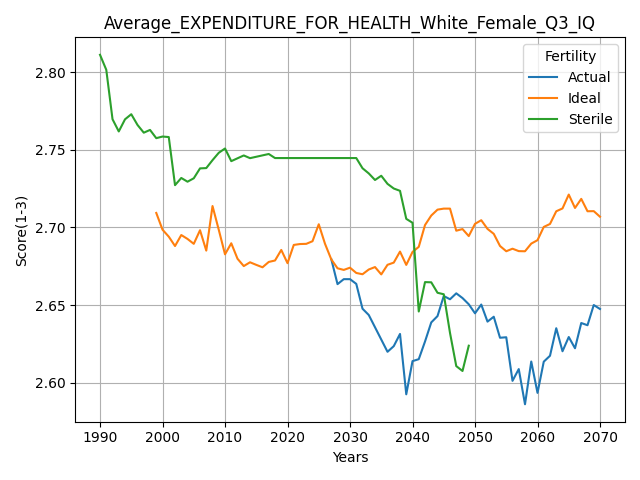 Average_EXPENDITURE_FOR_HEALTH_White_Female_Q3_IQ
Fertility
Actual
Ideal
Sterile
Score(1-3)
2.80
2.75
2.70
2.65
2.60
1990 2000 2010 2020 2030 2040 2050 2060 2070
Years